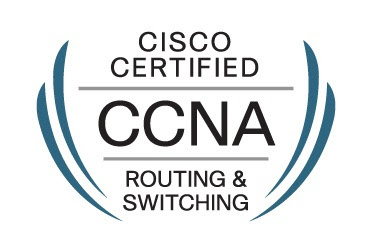 CISCO
CERTIFIED
CCNA
ROUTING &
SWITCHING